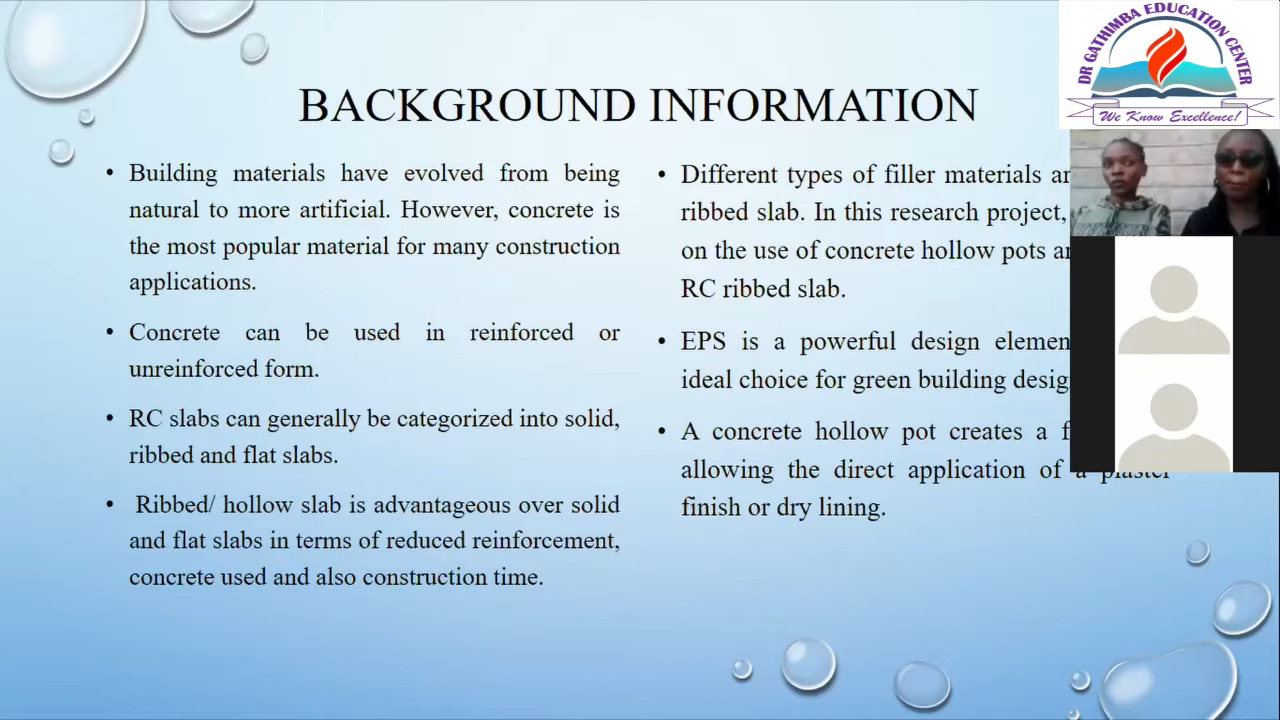 DR GATHIMBA EDUCATION CENTER
We Know Excellence!
BACKGROUND INFORMATION
• Building materials have evolved from being
natural to more artificial. However, concrete is
the most popular material for many construction
applications.
• Concrete can be used in reinforced or
unreinforced form.
• RC slabs can generally be categorized into solid,
ribbed and flat slabs.
• Ribbed/ hollow slab is advantageous over solid
and flat slabs in terms of reduced reinforcement,
concrete used and also construction time.
• Different types of filler materials
ribbed slab. In this research project,
on the use of concrete hollow pots
RC ribbed slab.
• EPS is a powerful design
ideal choice for green building
• A concrete hollow pot creates a
allowing the direct application of a plaster
finish or dry lining.